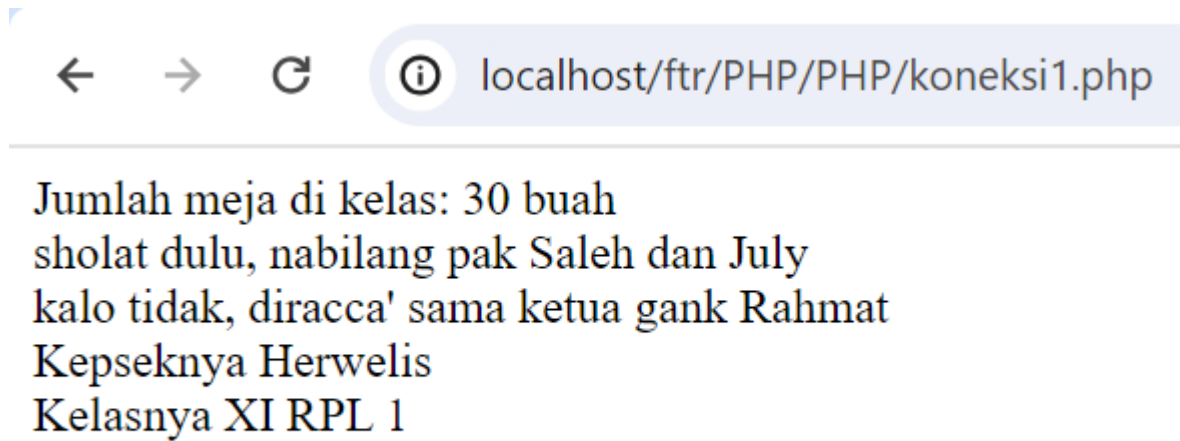 localhost/ftr/PHP/PHP/koneksi1.php
Jumlah meja di kelas: 30 buah
sholat dulu, nabilang pak Saleh dan July
kalo tidak, diracca' sama ketua gank Rahmat
Kepseknya Herwelis
Kelasnya XI RPL 1